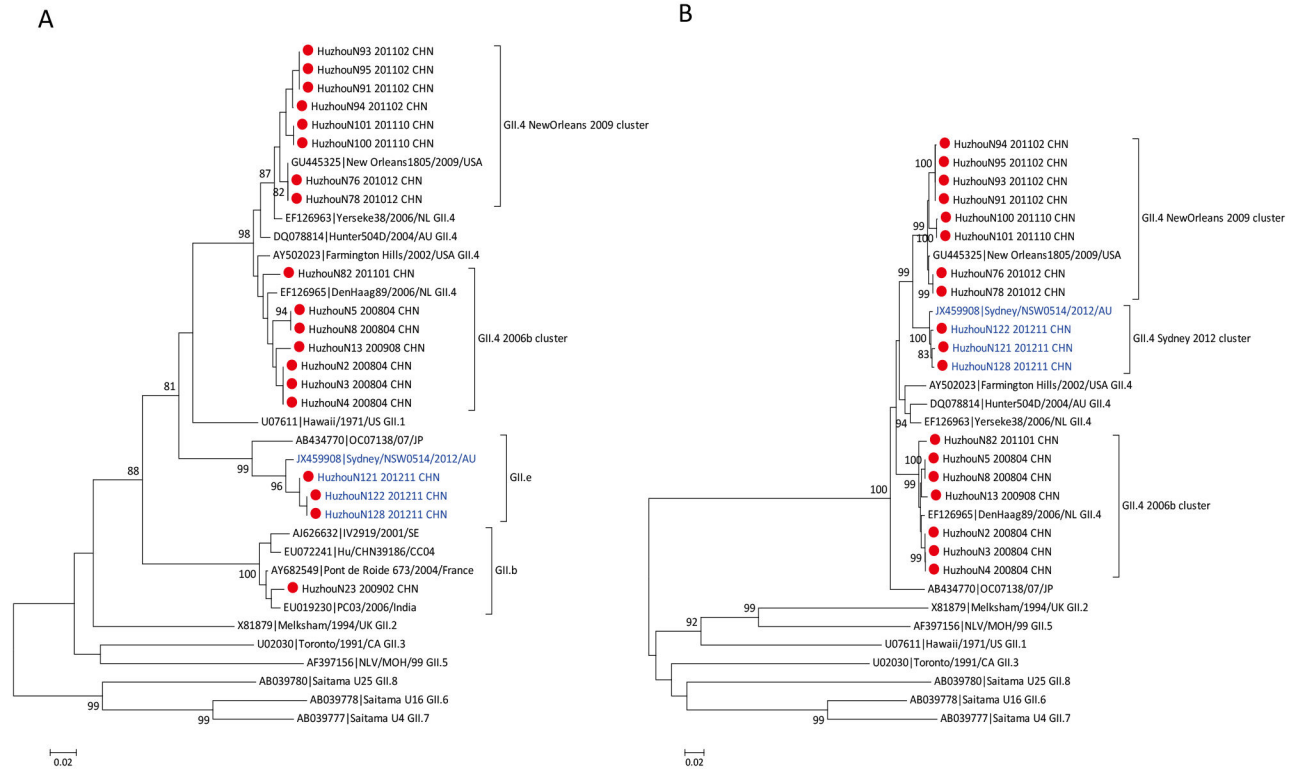 A
HuzhouN93 201102 CHN
HuzhouN95 201102 CHN
HuzhouN91 201102 CHN
HuzhouN94 201102 CHN
HuzhouN101 201110 CHN
GII.4 NewOrleans 2009 cluster
HuzhouN100 201110 CHN
GU445325|New Orleans1805/2009/USA
87
HuzhouN76 201012 CHN
82
HuzhouN78 201012 CHN
EF126963|Yerseke38/2006/NL GII.4
98
DQ078814|Hunter504D/2004/AU GII.4
AY502023|Farmington Hills/2002/USA GII.4
HuzhouN82 201101 CHN
EF126965|DenHaag89/2006/NL GII.4
94
HuzhouN5 200804 CHN
HuzhouN8 200804 CHN
GII.4 2006b cluster
HuzhouN13 200908 CHN
HuzhouN2 200804 CHN
81
HuzhouN3 200804 CHN
HuzhouN4 200804 CHN
U07611|Hawaii/1971/US GII.1
AB434770|OC07138/07/JP
JX459908|Sydney/NSW0514/2012/AU
99
88
HuzhouN121 201211 CHN
GII.e
96
HuzhouN122 201211 CHN
HuzhouN128 201211 CHN
AJ626632|IV2919/2001/SE
EU072241|Hu/CHN39186/CC04
100
AY682549|Pont de Roide 673/2004/France
GII.b
HuzhouN23 200902 CHN
EU019230|PC03/2006/India
X81879|Melksham/1994/UK GII.2
U02030|Toronto/1991/CA GII.3
AF397156|NLV/MOH/99 GII.5
AB039780|Saitama U25 GII.8
99
AB039778|Saitama U16 GII.6
99
AB039777|Saitama U4 GII.7
0.02
B
HuzhouN94 201102 CHN
100
HuzhouN95 201102 CHN
HuzhouN93 201102 CHN
HuzhouN91 201102 CHN
HuzhouN100 201110 CHN
GII.4 NewOrleans 2009 cluster
99
100
HuzhouN101 201110 CHN
GU445325|New Orleans1805/2009/USA
99
HuzhouN76 201012 CHN
99
HuzhouN78 201012 CHN
JX459908|Sydney/NSW0514/2012/AU
HuzhouN122 201211 CHN
100
GII.4 Sydney 2012 cluster
HuzhouN121 201211 CHN
83
HuzhouN128 201211 CHN
AY502023|Farmington Hills/2002/USA GII.4
DQ078814|Hunter504D/2004/AU GII.4
94
EF126963|Yerseke38/2006/NL GII.4
HuzhouN82 201101 CHN
100
HuzhouN5 200804 CHN
HuzhouN8 200804 CHN
99
100
HuzhouN13 200908 CHN
GII.4 2006b cluster
EF126965|DenHaag89/2006/NL GII.4
HuzhouN2 200804 CHN
99
HuzhouN3 200804 CHN
HuzhouN4 200804 CHN
AB434770|OC07138/07/JP
X81879|Melksham/1994/UK GII.2
99
AF397156|NLV/MOH/99 GII.5
92
U07611|Hawaii/1971/US GII.1
U02030|Toronto/1991/CA GII.3
AB039780|Saitama U25 GII.8
AB039778|Saitama U16 GII.6
99
AB039777|Saitama U4 GII.7
0.02